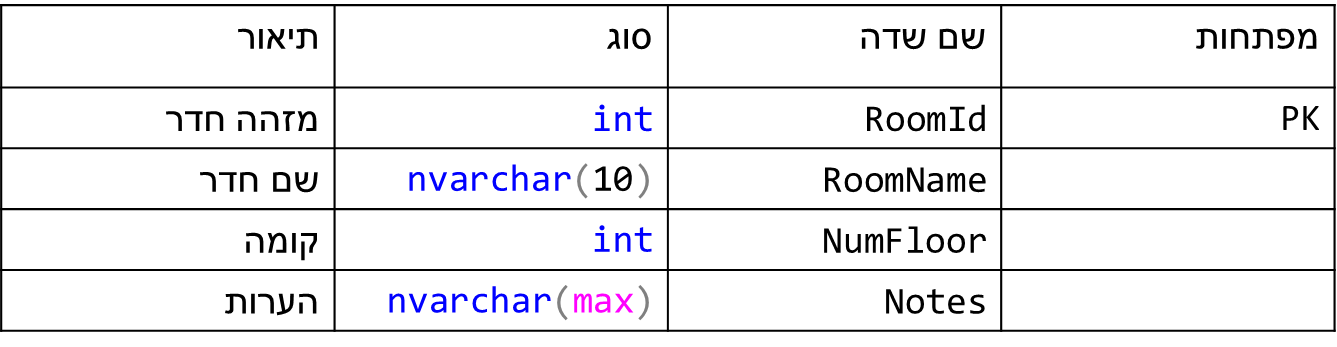 מפתחות שם שדה סוג תיאור
PK RoomId int מזהה חדר
RoomName nvarchar(10) שם חדר
NumFloor int קומה
Notes nvarchar(max) הערות